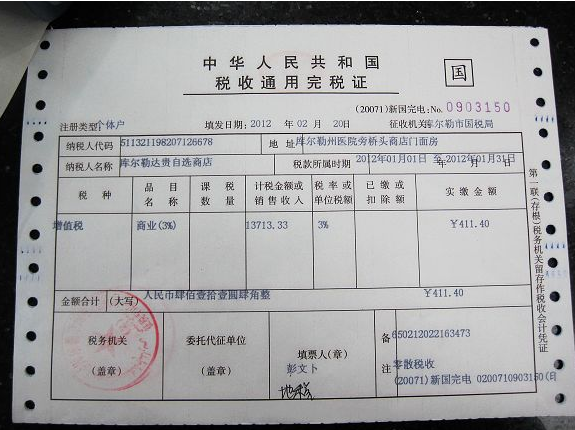 中华人民共和国
税收通用完税证
国
(20071)新国完电:No.0903150
注册类型 个体户 填发日期: 2012 年 02 月 20日 征收机关 库尔勒市国税局
纳税人代码 511321198207126678 地址 库尔勒州医院旁桥头商店门面房
纳税人名称 库尔勒达贵自选商店 税款所属时期 2012年01月01日 至 2012年01月31日 年 月 日
税种 品目名称 课税数量 计税金额或销售收入 税率或单位税额 已缴或扣除额 实缴金额
增值税 商业(3%) 13713.33 3% ¥411.40
金额合计 (大写) 人民币肆佰壹拾壹圆肆角整 ¥411.40
税务机关
(盖章)
委托代征单位
(盖章)
填票人(章)
彭文卜
备注
650212022163473
零散税收
(20071)新国完电 0200710903150(日
第一联(存根)税务机关留存作税收会计凭证